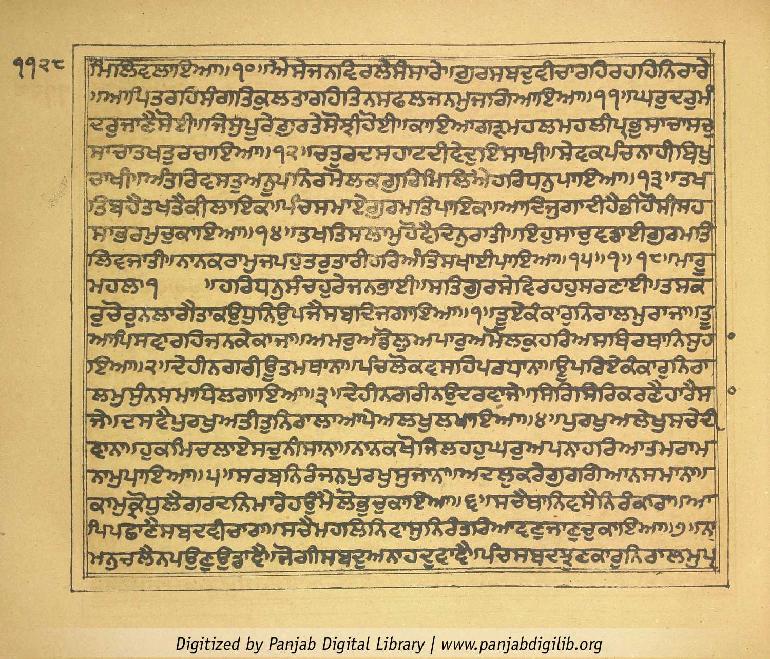 ੧੧੨੮
ਮਿਲਿਦਲਾਇਆ॥੧੦॥ਐਸੇਜਨਵਿਰਲੇਸੰਸਾਰੇ॥ਗੁਰਸਬਦੁਵੀਚਾਰਹਿਰਹਹਿਨਿਰਾਰੇ
॥ਆਪਿਤਰਹਿਸੰਗਤਿਕੁਲਤਾਰਹਿਤਿਨਸਫਲਜਨਮੁਜਗਿਆਇਆ॥੧੧॥ਘਰੁਦਰੁਮੰ
ਦਰੁਜਾਣੈਸੋਈ॥ਜਿਸੁਪੂਰੇਗੁਰਤੇਸੋਝੀਹੋਈ॥ਕਾਇਆਗੜਮਹਲਮਹਲੀਪ੍ਰਭੁਸਾਚਾਸਚੁ
ਸਾਚਾਤਖਤੁਰਚਾਇਆ॥੧੨॥ਚਤੁਰਦਸਹਾਟਦੀਵੇਦੁਇਸਾਖੀ॥ਸੇਵਕਪੰਚਨਾਹੀਬਿਖੁ
ਚਾਖੀ॥ਅੰਤਰਿਵਸਤੁਅਨੂਪਨਿਰਮੋਲਕਗੁਰਿਮਿਲਿਐਹਰਿਧਨੁਪਾਇਆ॥੧੩॥ਤਖ
ਤਿਬਹੈਤਖਤੈਕੀਲਾਇਕ॥ਪੰਚਸਮਾਏਗੁਰਮਤਿਪਾਇਕ॥ਆਦਿਜੁਗਾਦੀਹੈਭੀਹੋਸੀਸਹ
ਸਾਭਰਮੁਚੁਕਾਇਆ॥੧੪॥ਤਖਤਿਸਲਾਮੁਹੋਵੈਦਿਨੁਰਾਤੀ॥ਇਹੁਸਾਚੁਵਡਾਈਗੁਰਮਤਿ
ਲਿਵਜਾਤੀ॥ਨਾਨਕਰਾਮੁਜਪਹੁਤਰੁਤਾਰੀਹਰਿਅੰਤਿਸਖਾਈਪਾਇਆ॥੧੫॥੧॥੧੮॥ਮਾਰੂ
ਮਹਲਾ੧ ॥ਹਰਿਧਨੁਸੰਚਹੁਰੇਜਨਭਾਈ॥ਸਤਿਗੁਰਸੇਵਿਰਹਹੁਸਰਣਾਈ॥ਤਸਕ
ਰੁਚੋਰੁਨਲਾਗੈਤਾਕਉਧੁਨਿਉਪਜੈਸਬਦਿਜਗਾਇਆ॥੧॥ਤੂਏਕੰਕਾਰੁਨਿਰਾਲਮੁਰਾਜਾ॥ਤੂ
ਆਪਿਸਵਾਰਹਿਜਨਕੇਕਾਜਾ॥ਅਮਰੁਅਡੋਲੁਅਪਾਰੁਅਮੋਲਕੁਹਰਿਅਸਥਿਰਥਾਨਿਸੁਹ
ਇਆ॥੨॥ਦੇਹੀਨਗਰੀਊਤਮਥਾਨਾ॥ਪੰਚਲੋਕਵਸਹਿਪਰਧਾਨਾ॥ਊਪਰਿਏਕੰਕਾਰੁਨਿਰਾ
ਲਮੁਸੁੰਨਸਮਾਧਿਲਗਾਇਆ॥੩॥ਦੇਹੀਨਗਰੀਨਉਦਰਵਾਜੇ॥ਸਿਰਿਸਿਰਿਕਰਣੈਹਾਰੈਸ
ਜੇ॥ਦਸਵੈਪੁਰਖੁਅਤੀਤੁਨਿਰਾਲਾਆਪੇਅਲਖੁਲਖਾਇਆ॥੪॥ਪੁਰਖੁਅਲੇਖੁਸਚੇਦੀ
ਵਾਨਾ॥ਹੁਕਮਿਚਲਾਏਸਚੁਨੀਸਾਨਾ॥ਨਾਨਕਖੋਜਿਲਹਹੁਘਰੁਅਪਨਾਹਰਿਆਤਮਰਾਮ
ਨਾਮੁਪਾਇਆ॥੫॥ਸਰਬਨਿਰੰਜਨਪੁਰਖੁਸੁਜਾਨਾ॥ਅਦਲੁਕਰੇਗੁਰਗਿਆਨਸਮਾਨਾ॥
ਕਾਮੁਕ੍ਰੋਧੁਲੈਗਰਦਨਿਮਾਰੇਹਉਮੈਲੋਭੁਚੁਕਾਇਆ॥੬॥ਸਚੈਥਾਨਿਵਸੈਨਿਰੰਕਾਰਾ॥ਆ
ਪਿਪਛਾਣੈਸਬਦਵੀਚਾਰਾ॥ਸਚੈਮਹਲਿਨਿਵਾਸੁਨਿਰੰਤਰਿਆਵਣੁਜਾਣੁਚੁਕਾਇਆ॥੭॥ਨ
ਮਨੁਚਲੈਨਪਉਣੁਉਡਾਵੈ॥ਜੋਗੀਸਬਦੁਅਨਾਹਦੁਵਾਵੈ॥ਪੰਚਸਬਦਝੁਣਕਾਰੁਨਿਰਾਲਮੁਪ੍ਰ
Digitized by Panjab Digital Library | www.panjabdigilib.org